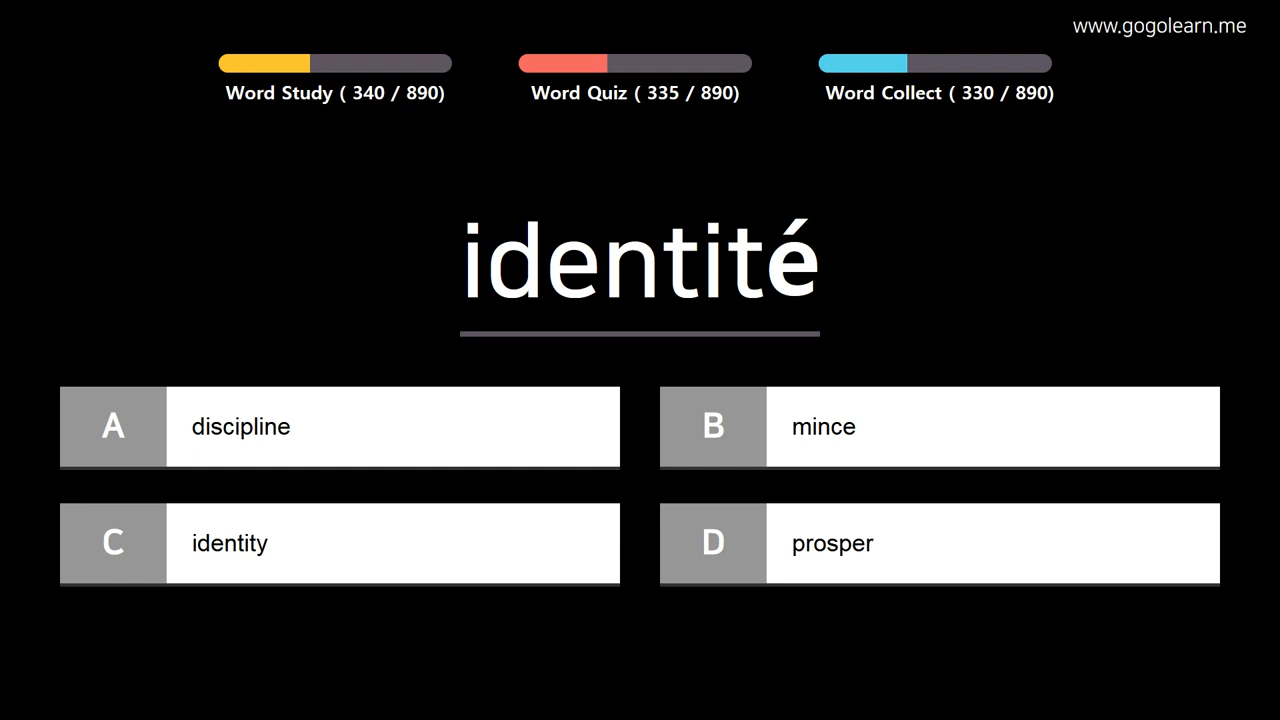 www.gogolearn.me
Word Study ( 340 / 890)
Word Quiz ( 335 / 890)
Word Collect ( 330 / 890)
identité
A discipline
B mince
C identity
D prosper